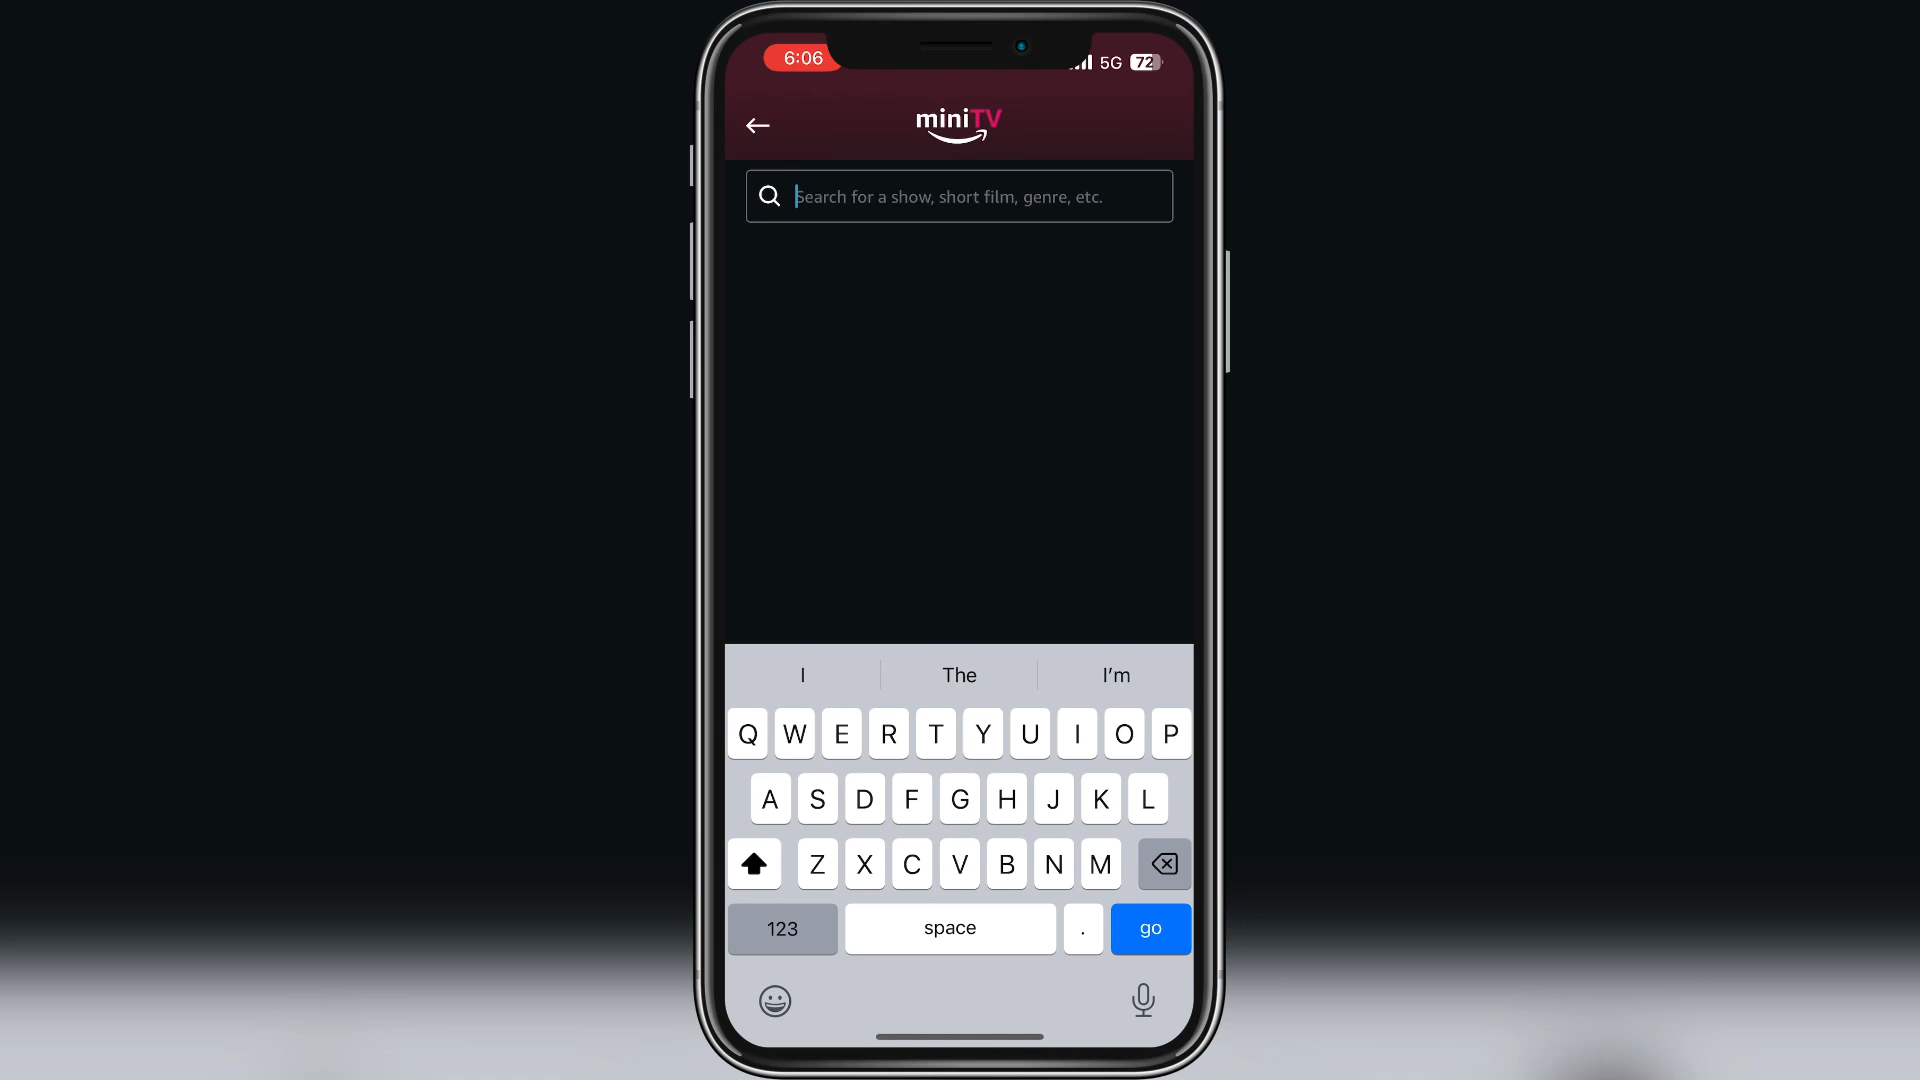 6:06 5G 72
miniTV
Search for a show, short film, genre, etc.
I The I'm
Q W E R T Y U I O P
A S D F G H J K L
Z X C V B N M
123 space . go